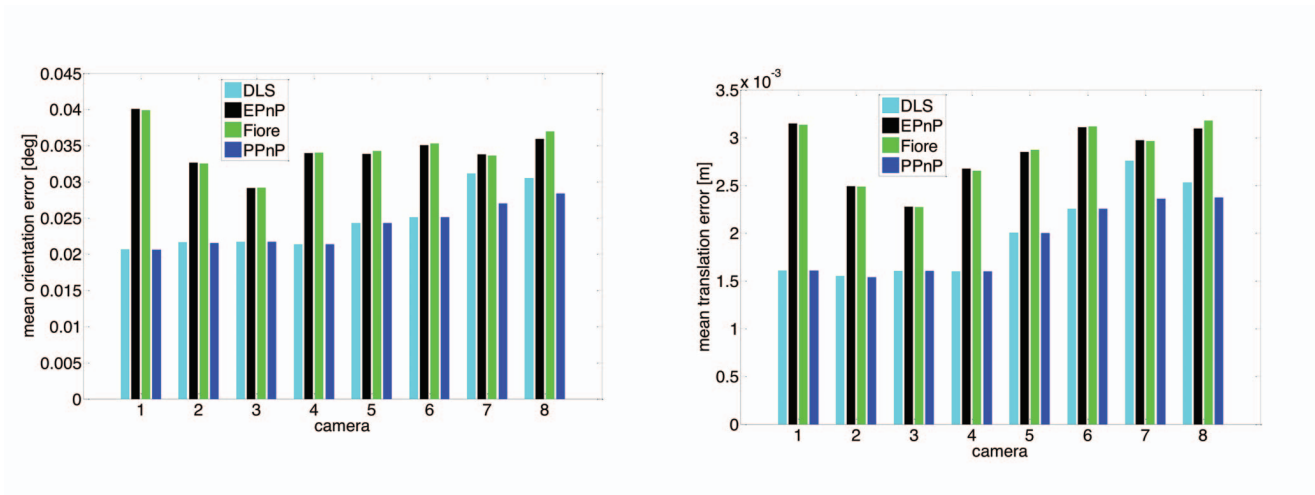 0.045
0.04
0.035
0.03
0.025
0.02
0.015
0.01
0.005
0
mean orientation error [deg]
DLS
EPnP
Fiore
PPnP
1 2 3 4 5 6 7 8
camera
3.5 x 10-3
3
2.5
2
1.5
1
0.5
0
mean translation error [m]
DLS
EPnP
Fiore
PPnP
1 2 3 4 5 6 7 8
camera